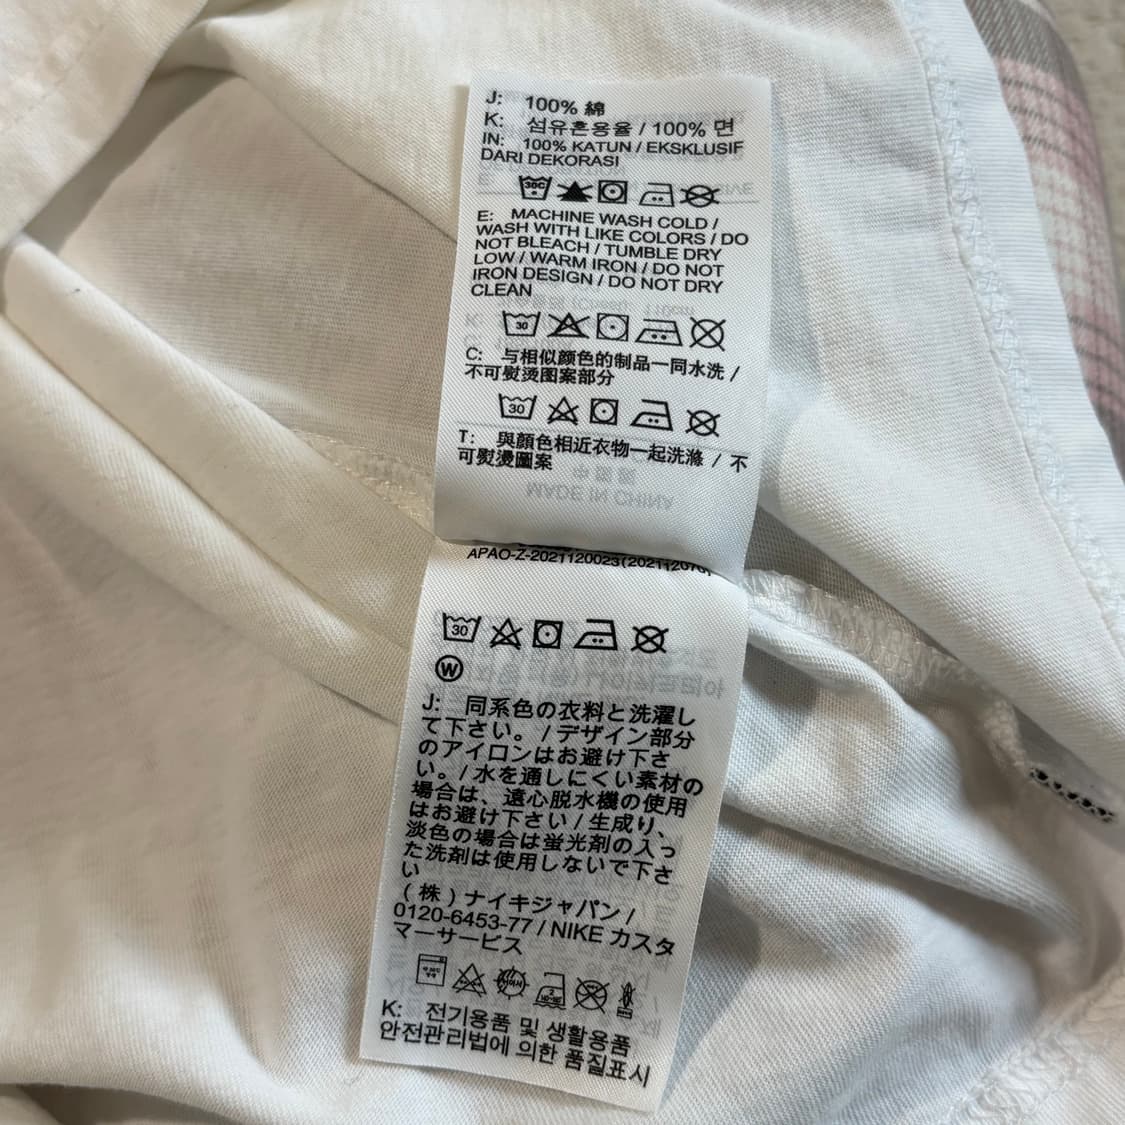 J: 100% 綿
K: 섬유혼용율 / 100% 면
IN: 100% KATUN / EKSKLUSIF
DARI DEKORASI
30C
E: MACHINE WASH COLD /
WASH WITH LIKE COLORS / DO
NOT BLEACH / TUMBLE DRY
LOW / WARM IRON / DO NOT
IRON DESIGN / DO NOT DRY
CLEAN
30
C: 与相似颜色的制品一同水洗 /
不可熨烫图案部分
30
T: 與顏色相近衣物一起洗滌 / 不
可熨燙圖案
MADE IN CHINA
APAO-Z-2021120023
30
W
J: 同系色の衣料と洗濯し
て下さい。 / デザイン部分
のアイロンはお避け下さ
い。 / 水を通しにくい素材の
場合は、遠心脱水機の使用
はお避け下さい / 生成り、
淡色の場合は蛍光剤の入っ
た洗剤は使用しないで下さ
い
(株) ナイキジャパン /
0120-6453-77 / NIKE カスタ
マーサービス
K: 전기용품 및 생활용품
안전관리법에 의한 품질표시